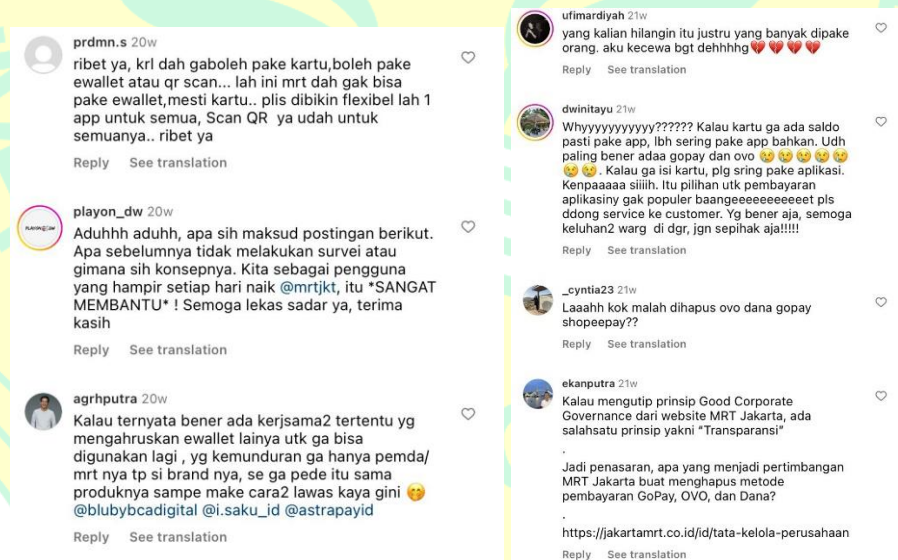 prdmn.s 20w
ribet ya, krl dah gaboleh pake kartu,boleh pake
ewallet atau qr scan... lah ini mrt dah gak bisa
pake ewallet,mesti kartu.. plis dibikin flexibel lah 1
app untuk semua, Scan QR ya udah untuk
semuanya.. ribet ya
Reply See translation
PLAYON DW
playon_dw 20w
Aduhhh aduhh, apa sih maksud postingan berikut.
Apa sebelumnya tidak melakukan survei atau
gimana sih konsepnya. Kita sebagai pengguna
yang hampir setiap hari naik @mrtjkt, itu *SANGAT
MEMBANTU* ! Semoga lekas sadar ya, terima
kasih
Reply See translation
agrhputra 20w
Kalau ternyata bener ada kerjsama2 tertentu yg
mengahruskan ewallet lainya utk ga bisa
digunakan lagi , yg kemunduran ga hanya pemda/
mrt nya tp si brand nya, se ga pede itu sama
produknya sampe make cara2 lawas kaya gini 🤭
@blubybcadigital @i.saku_id @astrapayid
Reply See translation
ufimardiyah 21w
yang kalian hilangin itu justru yang banyak dipake
orang. aku kecewa bgt dehhhhg💔💔💔💔
Reply See translation
dwinitayu 21w
Whyyyyyyyyyyy?????? Kalau kartu ga ada saldo
pasti pake app, lbh sering pake app bahkan. Udh
paling bener adaa gopay dan ovo 😢😢😢😢😢
😢😢. Kalau ga isi kartu, plg sring pake aplikasi.
Kenpaaaaa siiiih. Itu pilihan utk pembayaran
aplikasiny gak populer baangeeeeeeeeeeet pls
ddong service ke customer. Yg bener aja, semoga
keluhan2 warg di dgr, jgn sepihak aja!!!!!
Reply See translation
_cyntia23 21w
Laaahh kok malah dihapus ovo dana gopay
shopeepay??
Reply See translation
ekanputra 21w
Kalau mengutip prinsip Good Corporate
Governance dari website MRT Jakarta, ada
salahsatu prinsip yakni “Transparansi”
.
Jadi penasaran, apa yang menjadi pertimbangan
MRT Jakarta buat menghapus metode
pembayaran GoPay, OVO, dan Dana?
.
https://jakartamrt.co.id/id/tata-kelola-perusahaan
Reply See translation